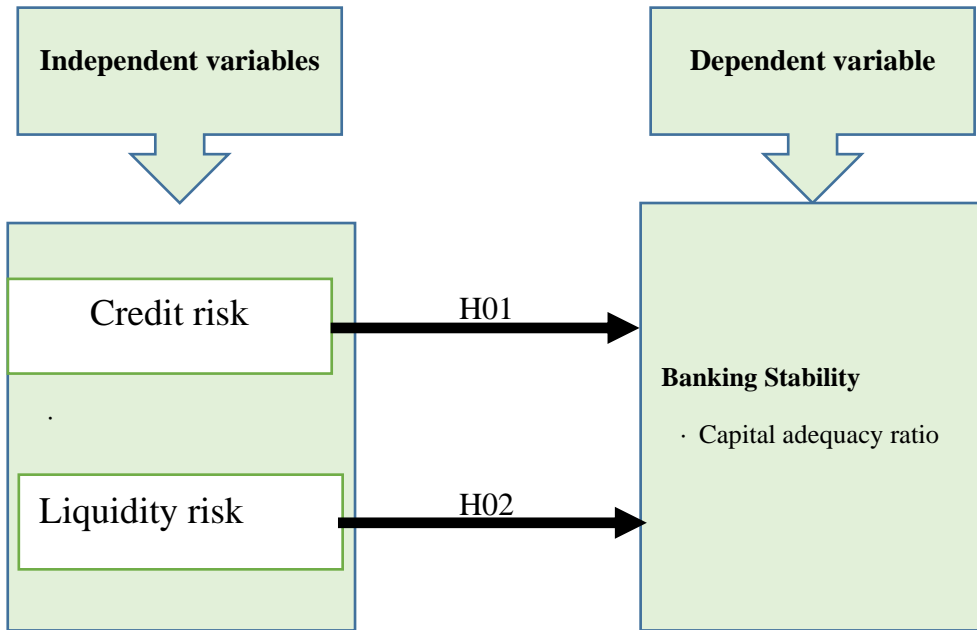 Independent variables
Dependent variable
Credit risk
H01
·
Liquidity risk
H02
Banking Stability
· Capital adequacy ratio